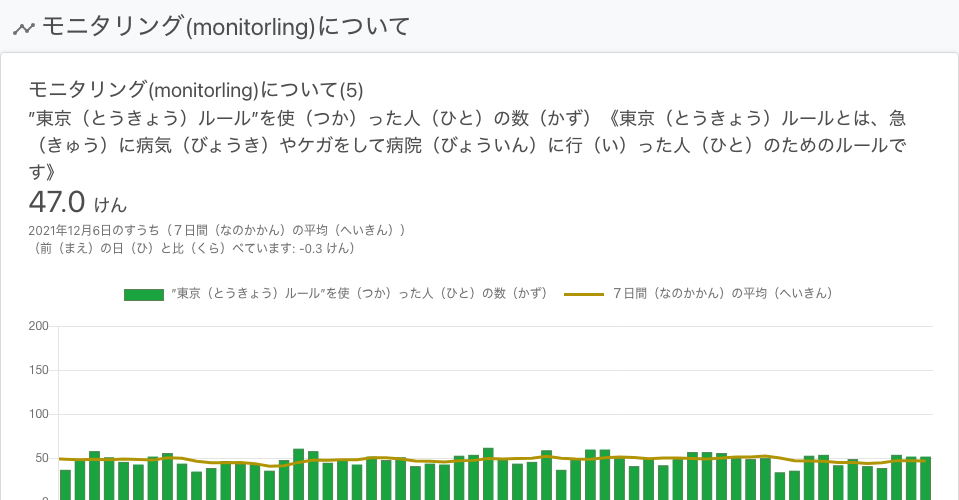 モニタリング(monitorling)について
モニタリング(monitorling)について(5)
”東京（とうきょう）ルール”を使（つか）った人（ひと）の数（かず）《東京（とうきょう）ルールとは、急
（きゅう）に病気（びょうき）やケガをして病院（びょういん）に行（い）った人（ひと）のためのルールで
す》
47.0 けん
2021年12月6日のすうち（７日間（なのかかん）の平均（へいきん））
（前（まえ）の日（ひ）と比（くら）べています: -0.3 けん）
”東京（とうきょう）ルール”を使（つか）った人（ひと）の数（かず） ７日間（なのかかん）の平均（へいきん）
200
150
100
50
0